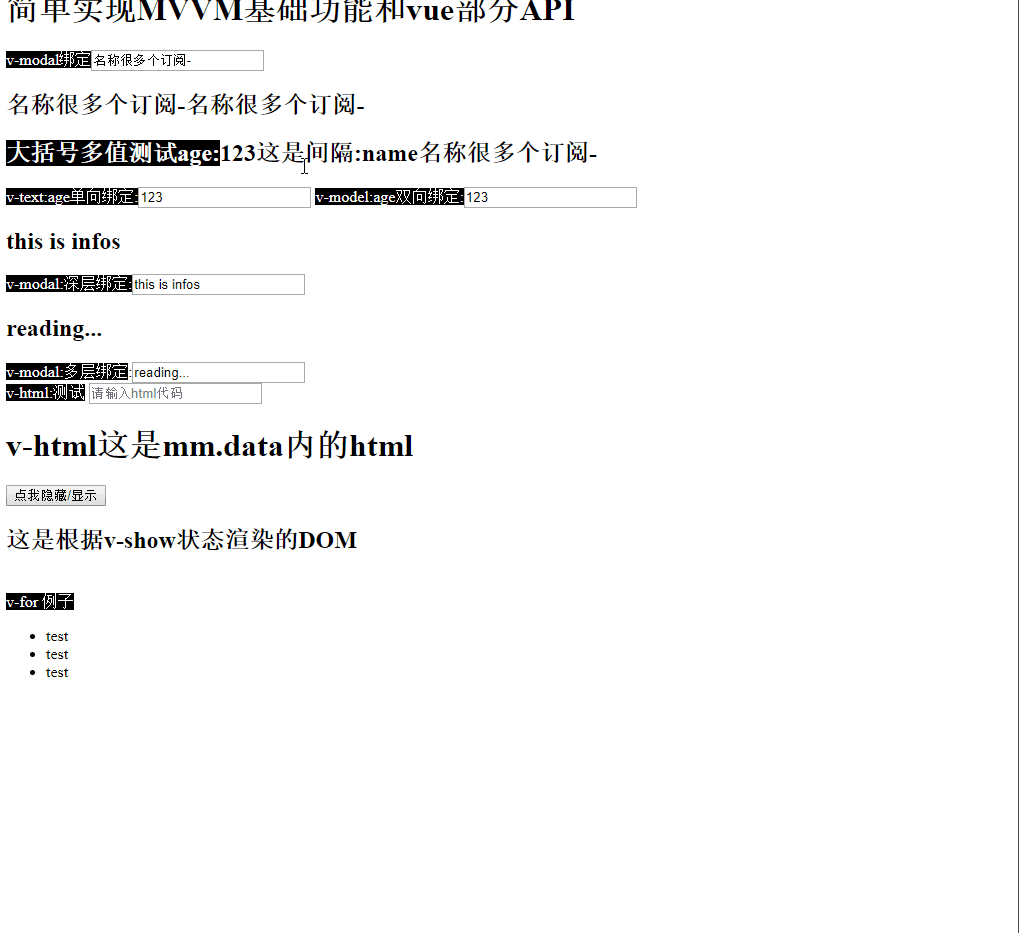 简单实现MVVM基础功能和vue部分API
v-modal绑定名称很多个订阅-
名称很多个订阅-名称很多个订阅-
大括号多值测试age:123这是间隔:name名称很多个订阅-
v-text:age单向绑定:123 v-model:age双向绑定:123
this is infos
v-modal:深层绑定:this is infos
reading...
v-modal:多层绑定:reading...
v-html:测试 请输入html代码
v-html这是mm.data内的html
点我隐藏/显示
这是根据v-show状态渲染的DOM
v-for 例子
test
test
test